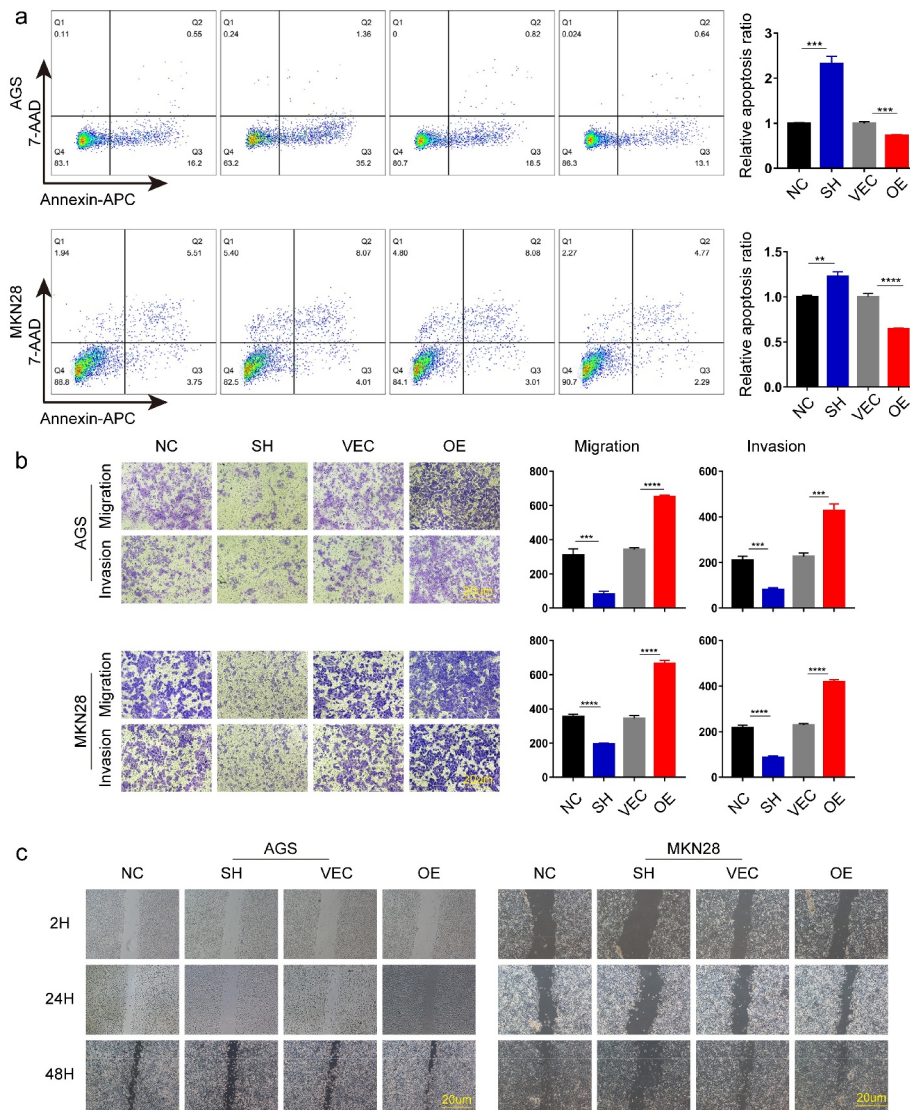 a
Q1 Q2 Q1 Q2 Q1 Q2 Q1 Q2
0.11 0.55 0.24 1.36 0 0.82 0.024 0.64
AGS
7-AAD
Q4 Q3 Q4 Q3 Q4 Q3 Q4 Q3
83.1 16.2 63.2 35.2 80.7 18.5 86.3 13.1
Annexin-APC
Relative apoptosis ratio
3
2
1
0
*** ***
NC SH VEC OE
Q1 Q2 Q1 Q2 Q1 Q2 Q1 Q2
1.94 5.51 5.40 8.07 4.80 8.08 2.27 4.77
MKN28
7-AAD
Q4 Q3 Q4 Q3 Q4 Q3 Q4 Q3
88.8 3.75 82.5 4.01 84.1 3.01 90.7 2.29
Annexin-APC
Relative apoptosis ratio
1.5
1.0
0.5
0.0
** ****
NC SH VEC OE
b
NC SH VEC OE
AGS
Migration
Invasion
20um
MKN28
Migration
Invasion
20um
Migration Invasion
800
600
400
200
0
*** ****
600
400
200
0
*** ***
800
600
400
200
0
**** ****
NC SH VEC OE
600
400
200
0
*** ****
NC SH VEC OE
c
AGS MKN28
NC SH VEC OE NC SH VEC OE
2H
24H
48H
20um 20um